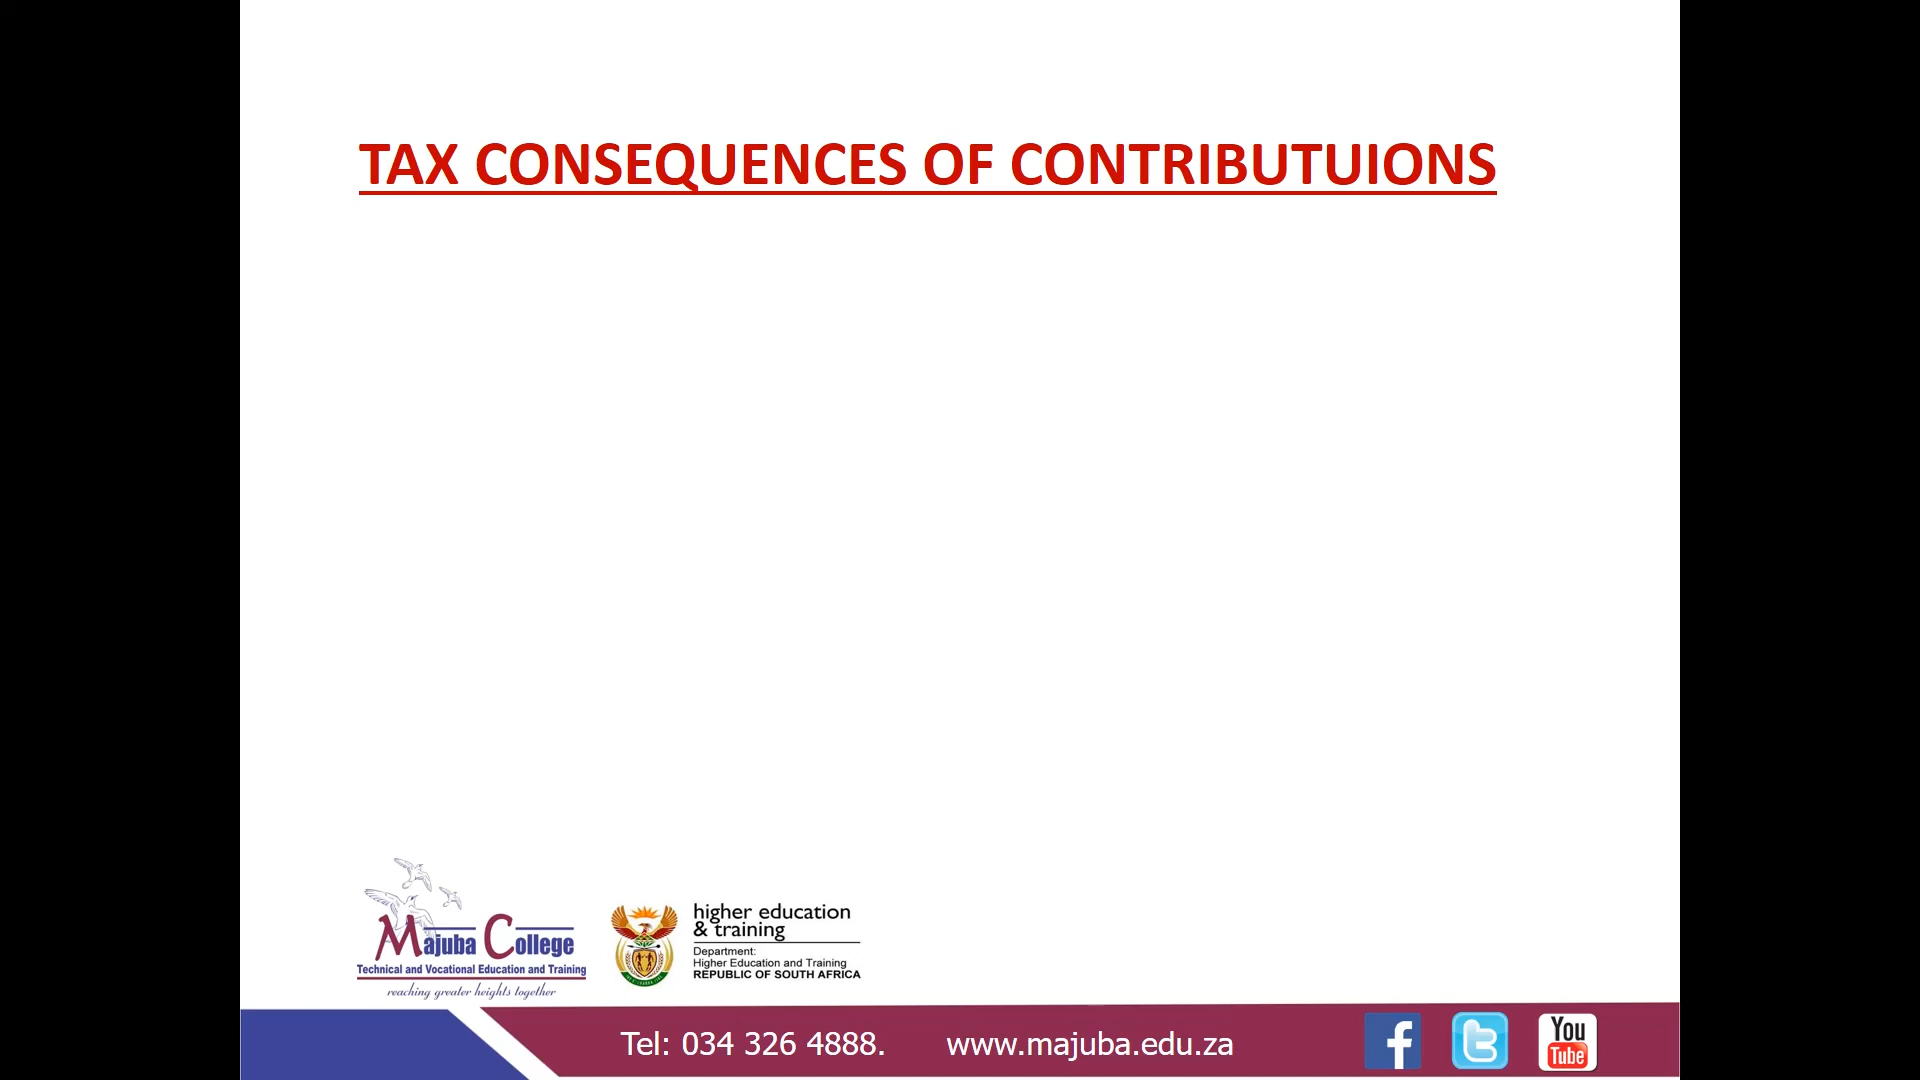 TAX CONSEQUENCES OF CONTRIBUTUIONS
Majuba College
Technical and Vocational Education and Training
reaching greater heights together
higher education
& training
Department:
Higher Education and Training
REPUBLIC OF SOUTH AFRICA
Tel: 034 326 4888. www.majuba.edu.za
You
Tube